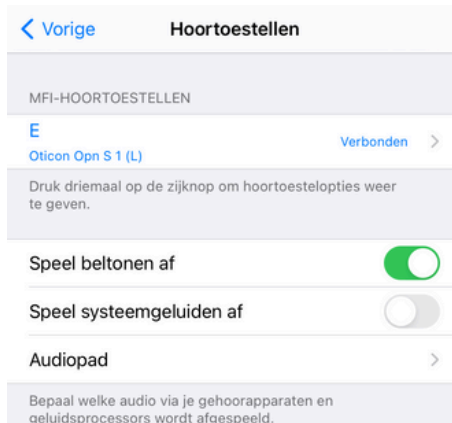 Vorige Hoortoestellen
MFI-HOORTOESTELLEN
E
Oticon Opn S 1 (L) Verbonden
Druk driemaal op de zijknop om hoortoestelopties weer
te geven.
Speel beltonen af
Speel systeemgeluiden af
Audiopad
Bepaal welke audio via je gehoorapparaten en
geluidsprocessors wordt afgespeeld.